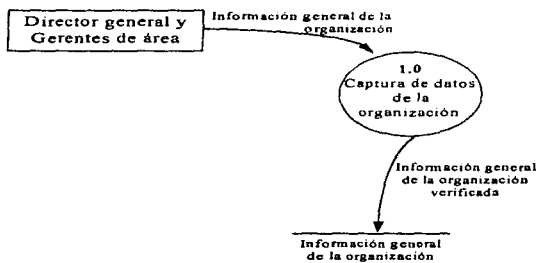 Director general y
Gerentes de área
Información general de la
organización
1.0
Captura de datos
de la
organización
Información general
de la organización
verificada
Información general
de la organización